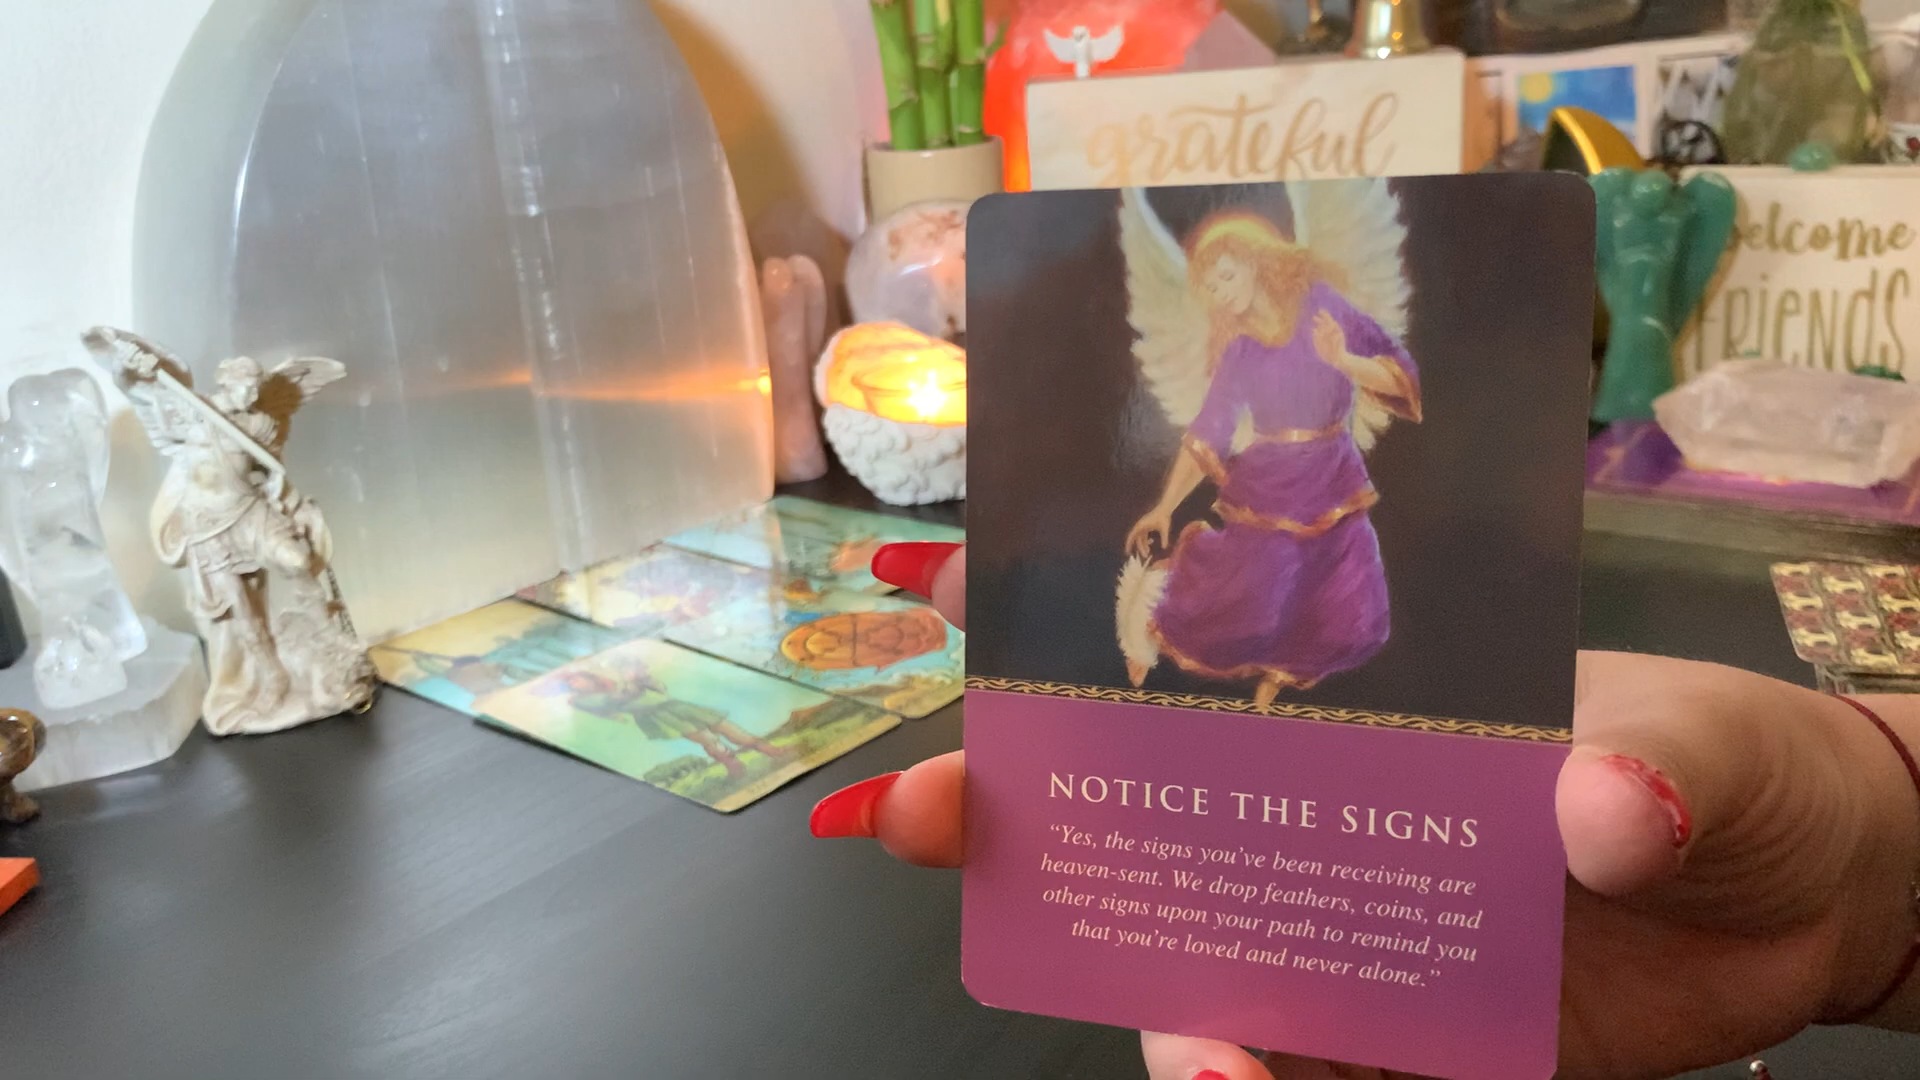 grateful
welcome
FRIENDS
NOTICE THE SIGNS
“Yes, the signs you’ve been receiving are
heaven-sent. We drop feathers, coins, and
other signs upon your path to remind you
that you’re loved and never alone.”